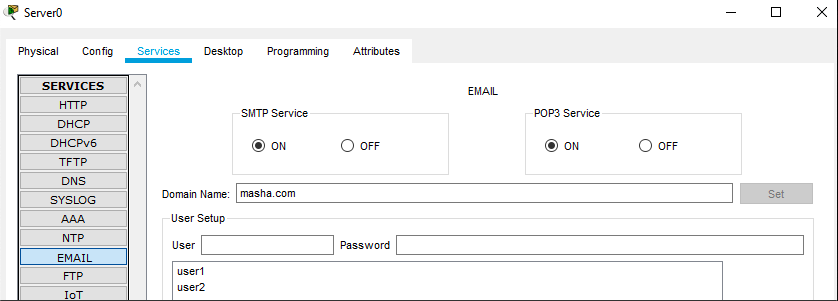 Server0
Physical Config Services Desktop Programming Attributes
SERVICES
HTTP
DHCP
DHCPv6
TFTP
DNS
SYSLOG
AAA
NTP
EMAIL
FTP
IoT
EMAIL
SMTP Service
ON OFF
POP3 Service
ON OFF
Domain Name: masha.com Set
User Setup
User Password
user1
user2